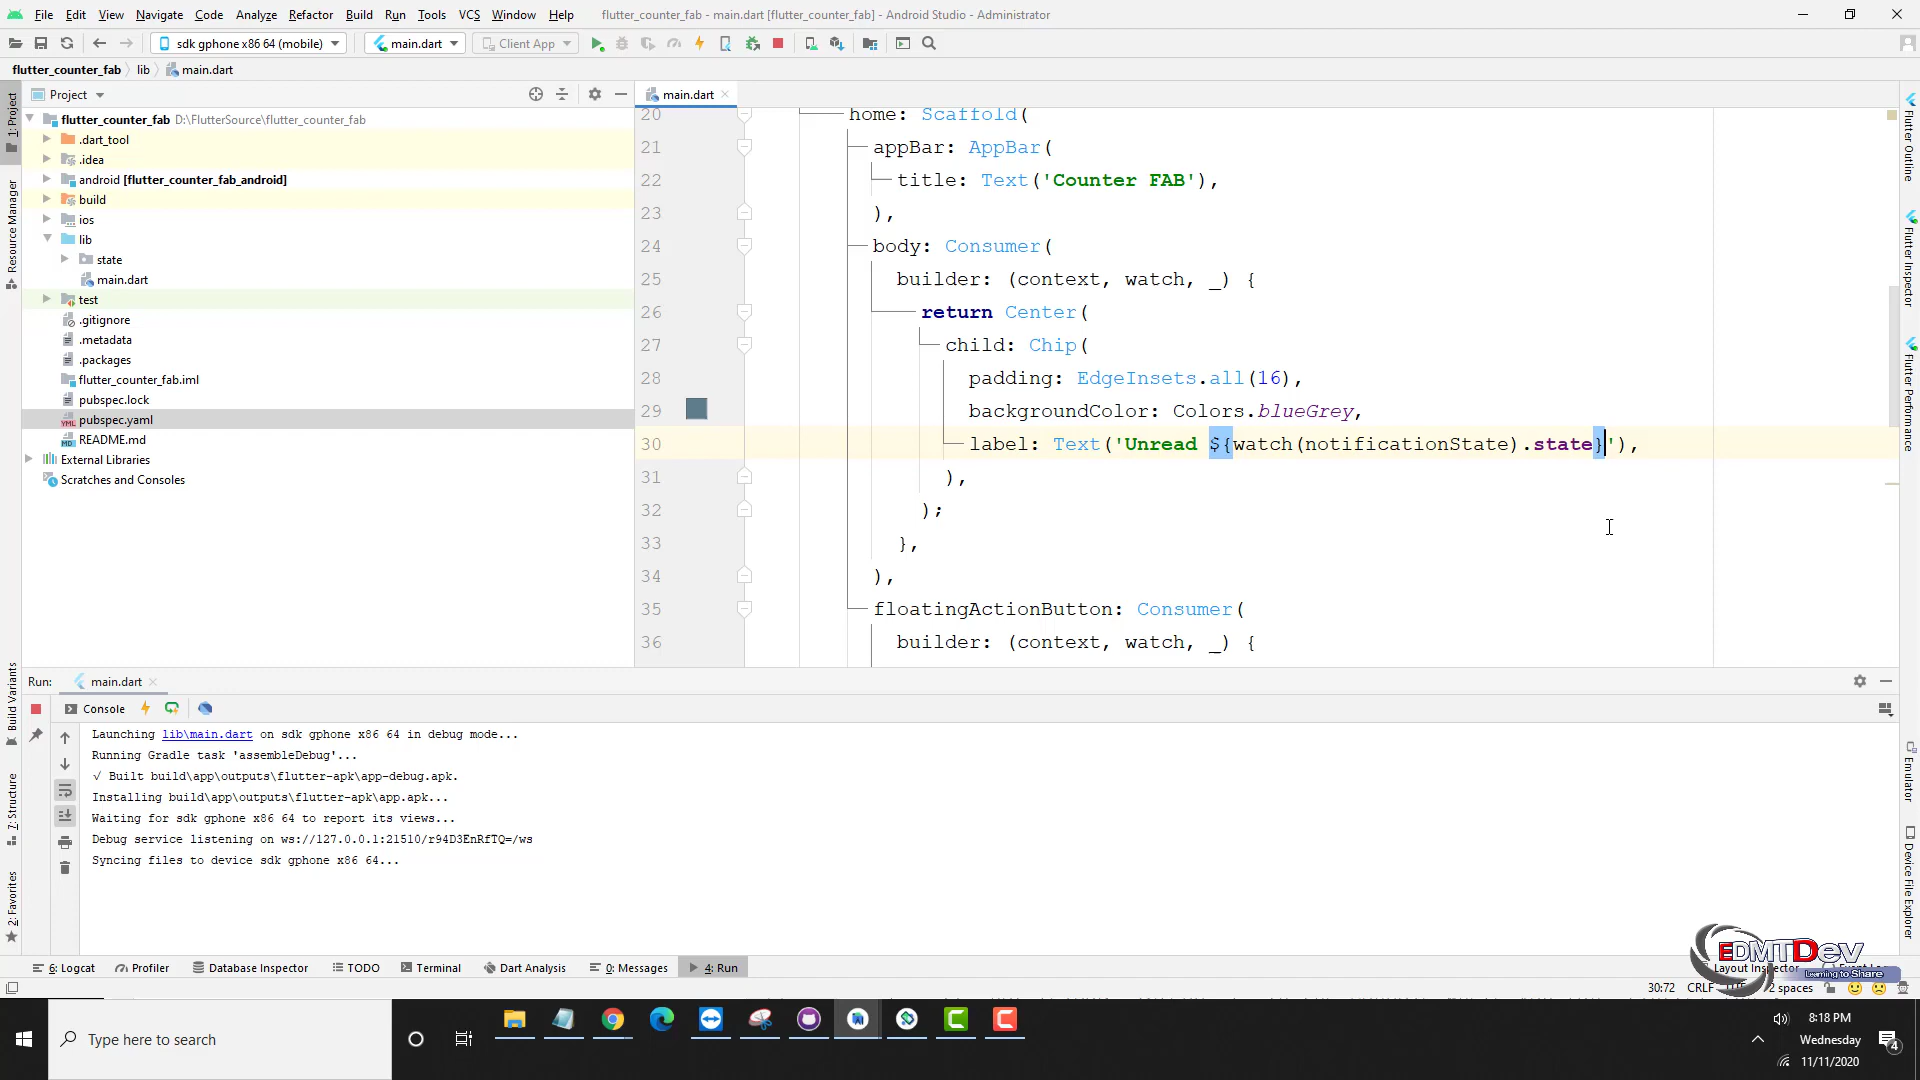 File Edit View Navigate Code Analyze Refactor Build Run Tools VCS Window Help flutter_counter_fab - main.dart [flutter_counter_fab] - Android Studio - Administrator
sdk gphone x86 64 (mobile) main.dart Client App
flutter_counter_fab lib main.dart
Project main.dart
1: Project
Resource Manager
Build Variants
7: Structure
2: Favorites
flutter_counter_fab D:\FlutterSource\flutter_counter_fab
.dart_tool
.idea
android [flutter_counter_fab_android]
build
ios
lib
state
main.dart
test
.gitignore
.metadata
.packages
flutter_counter_fab.iml
pubspec.lock
pubspec.yaml
README.md
External Libraries
Scratches and Consoles
20 home: Scaffold(
21 appBar: AppBar(
22 title: Text('Counter FAB'),
23 ),
24 body: Consumer(
25 builder: (context, watch, _) {
26 return Center(
27 child: Chip(
28 padding: EdgeInsets.all(16),
29 backgroundColor: Colors.blueGrey,
30 label: Text('Unread ${watch(notificationState).state}'),
31 ),
32 );
33 },
34 ),
35 floatingActionButton: Consumer(
36 builder: (context, watch, _) {
Flutter Outline
Flutter Inspector
Flutter Performance
Emulator
Device File Explorer
Run: main.dart
Console
Launching lib\main.dart on sdk gphone x86 64 in debug mode...
Running Gradle task 'assembleDebug'...
√ Built build\app\outputs\flutter-apk\app-debug.apk.
Installing build\app\outputs\flutter-apk\app.apk...
Waiting for sdk gphone x86 64 to report its views...
Debug service listening on ws://127.0.0.1:21510/r94D3EnRfTQ=/ws
Syncing files to device sdk gphone x86 64...
EDMTDev
Learning to Share
6: Logcat Profiler Database Inspector TODO Terminal Dart Analysis 0: Messages 4: Run Layout Inspector
30:72 CRLF 2 spaces
Type here to search
8:18 PM
Wednesday
11/11/2020
4